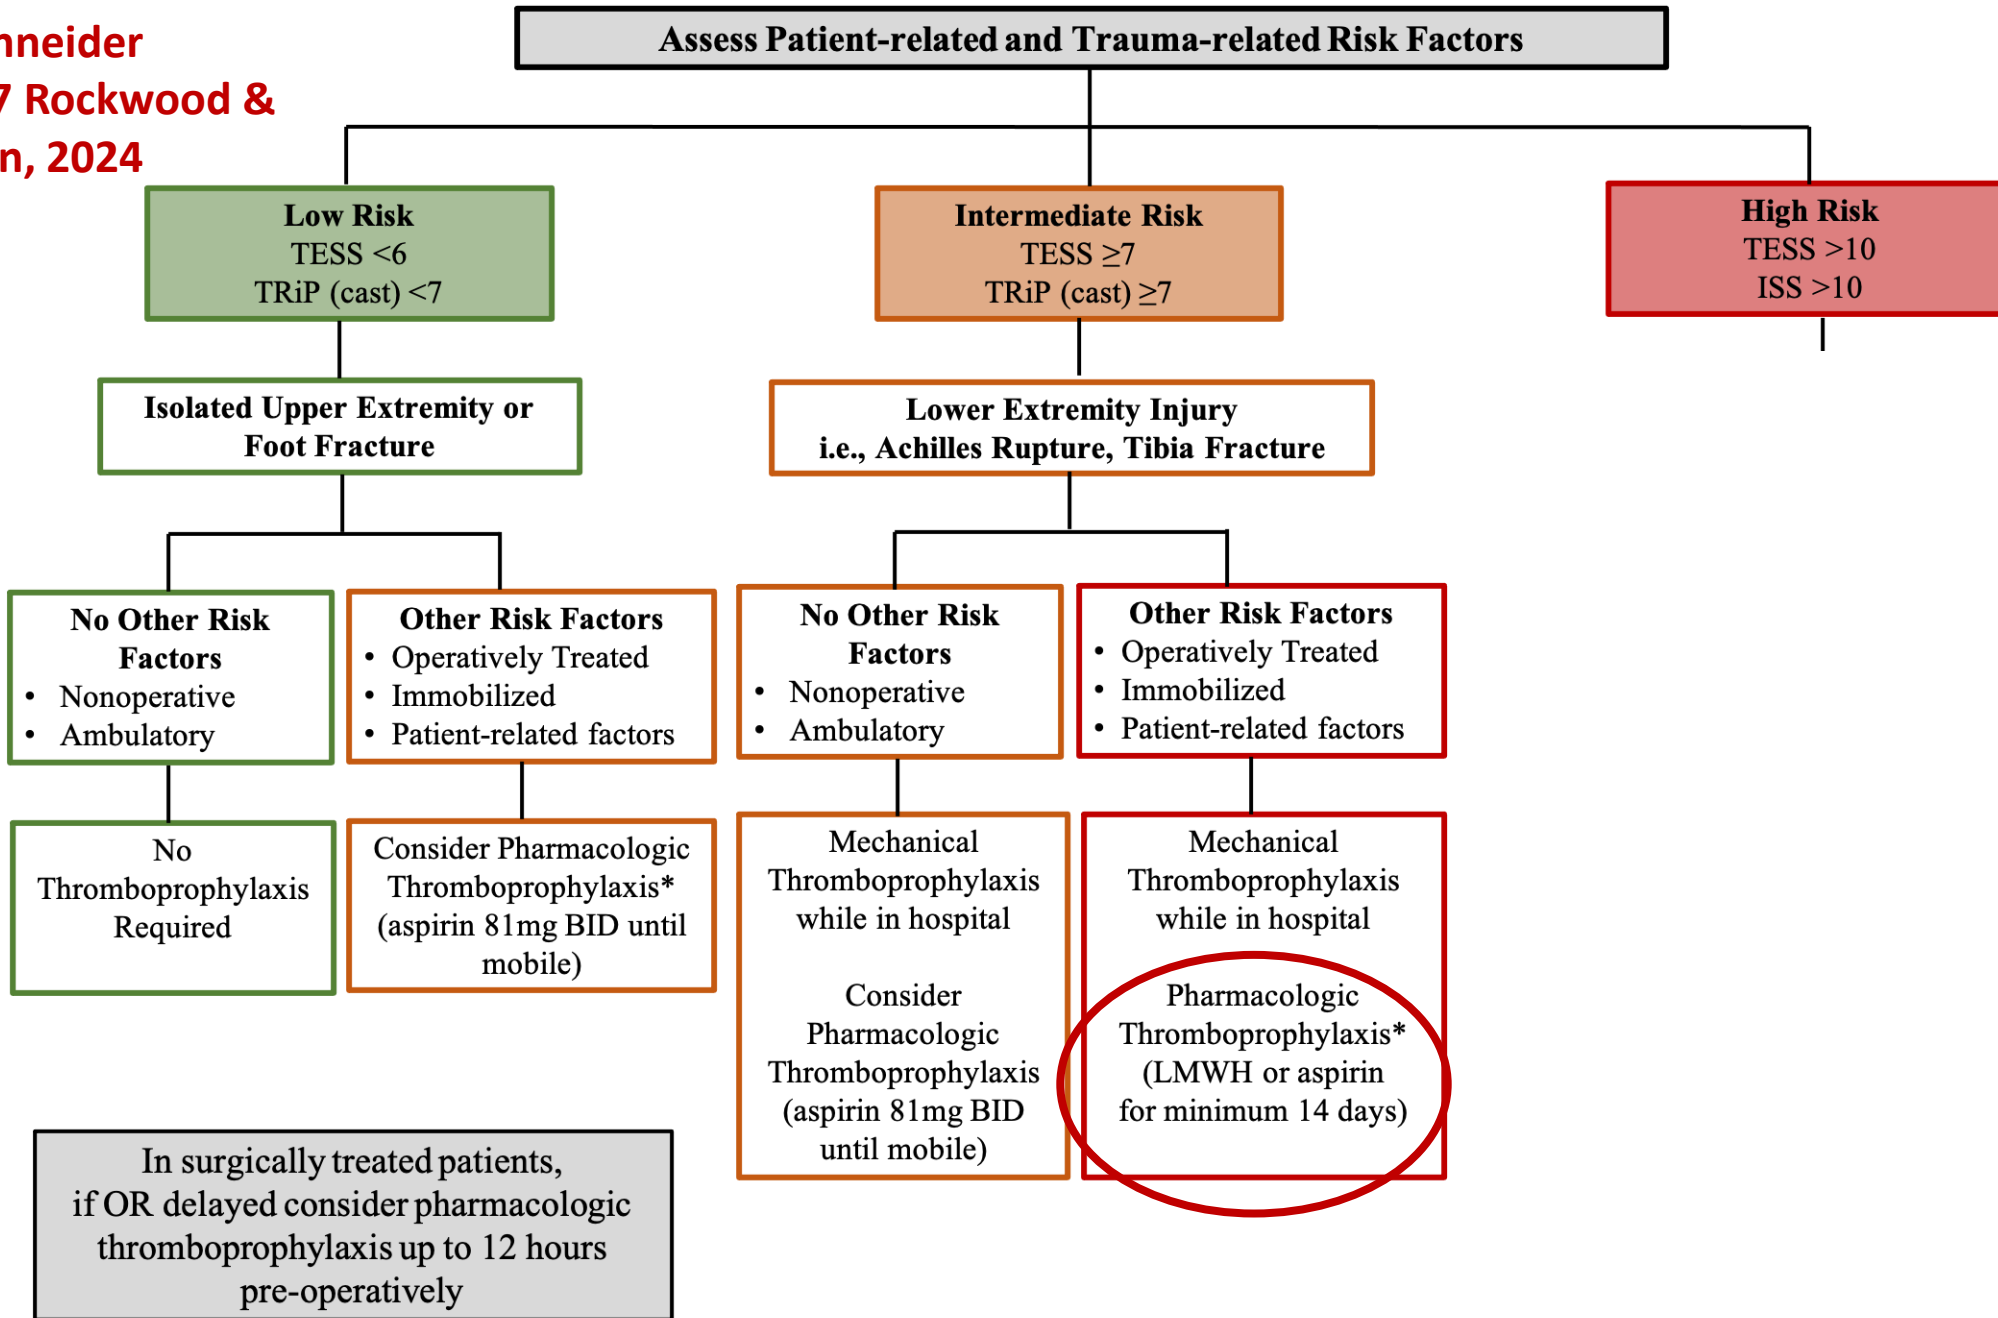 Assess Patient-related and Trauma-related Risk Factors
7 Rockwood &
2024
Low Risk
TESS <6
TRiP (cast) <7
Intermediate Risk
TESS ≥7
TRiP (cast) ≥7
High Risk
TESS >10
ISS >10
Isolated Upper Extremity or
Foot Fracture
Lower Extremity Injury
i.e., Achilles Rupture, Tibia Fracture
No Other Risk
Factors
• Nonoperative
• Ambulatory
Other Risk Factors
• Operatively Treated
• Immobilized
• Patient-related factors
No Other Risk
Factors
• Nonoperative
• Ambulatory
Other Risk Factors
• Operatively Treated
• Immobilized
• Patient-related factors
No
Thromboprophylaxis
Required
Consider Pharmacologic
Thromboprophylaxis*
(aspirin 81mg BID until
mobile)
Mechanical
Thromboprophylaxis
while in hospital
Consider
Pharmacologic
Thromboprophylaxis
(aspirin 81mg BID
until mobile)
Mechanical
Thromboprophylaxis
while in hospital
Pharmacologic
Thromboprophylaxis*
(LMWH or aspirin
for minimum 14 days)
In surgically treated patients,
if OR delayed consider pharmacologic
thromboprophylaxis up to 12 hours
pre-operatively